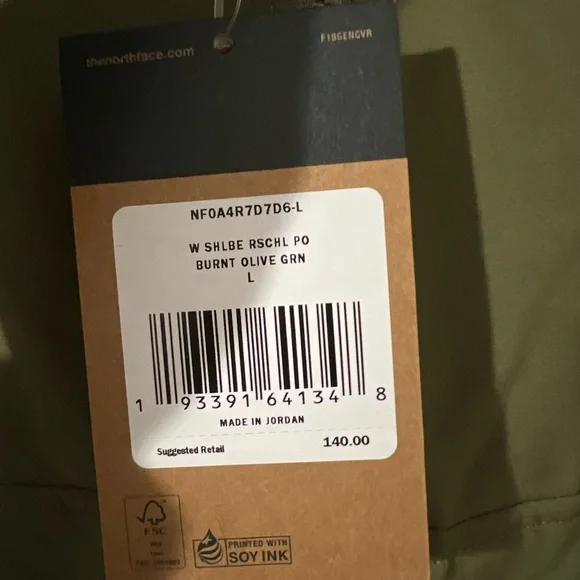 thenorthface.com
F19GENCVR
NF0A4R7D7D6-L
W SHLBE RSCHL PO
BURNT OLIVE GRN
L
1 93391 64134 8
MADE IN JORDAN
Suggested Retail 140.00
FSC
PRINTED WITH
SOY INK